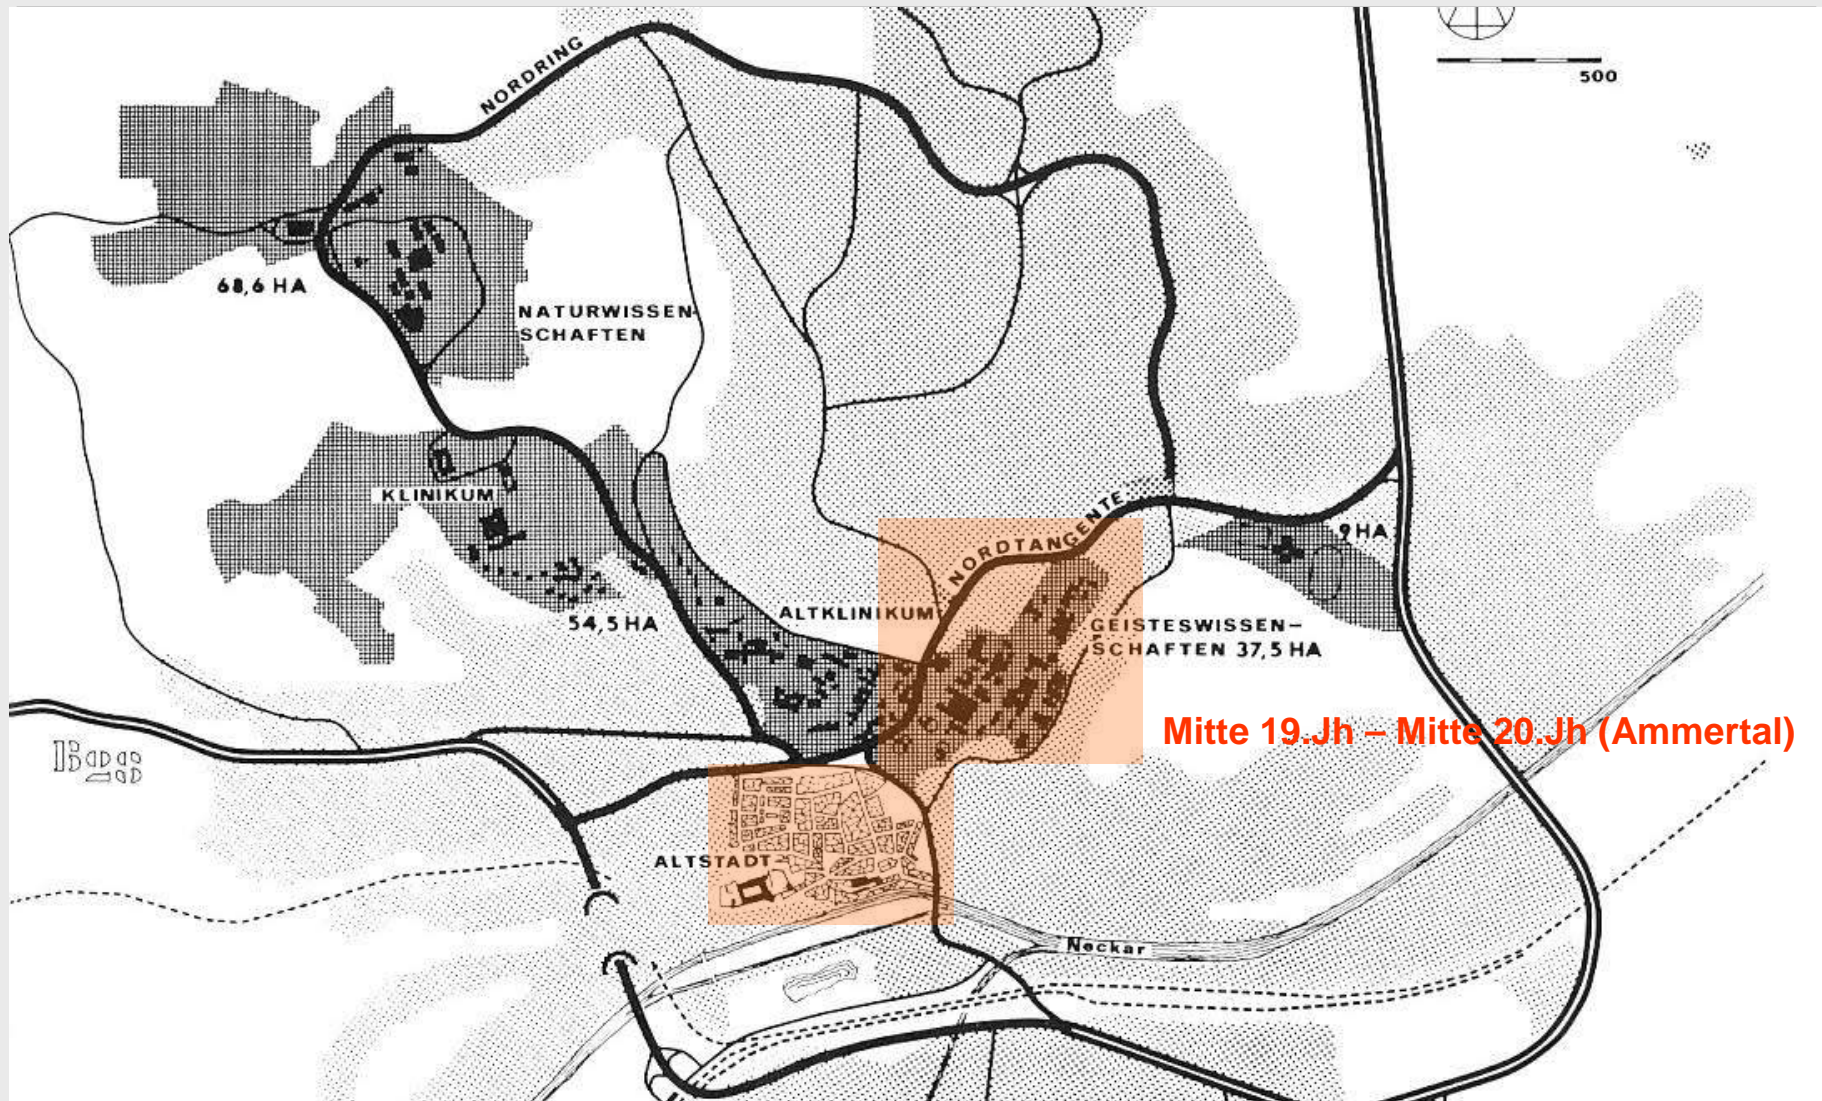 500
NORDRING
68,6 HA
NATURWISSEN-
SCHAFTEN
KLINIKUM
54,5 HA
ALTKLINIKUM
NORDTANGENTE
9 HA
GEISTESWISSEN-
SCHAFTEN 37,5 HA
Mitte 19.Jh – Mitte 20.Jh (Ammertal)
B28
ALTSTADT
Neckar